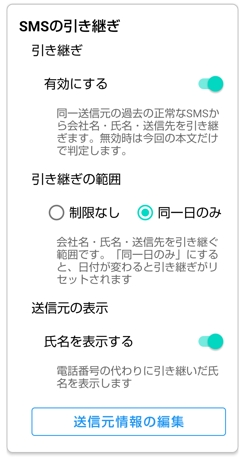 SMSの引き継ぎ
引き継ぎ
有効にする
同一送信元の過去の正常なSMSか
ら会社名・氏名・送信先を引き継
ぎます。無効時は今回の本文だけ
で判定します。
引き継ぎの範囲
制限なし 同一日のみ
会社名・氏名・送信先を引き継ぐ
範囲です。「同一日のみ」にする
と、日付が変わると引き継ぎがリ
セットされます
送信元の表示
氏名を表示する
電話番号の代わりに引き継いだ氏
名を表示します
送信元情報の編集